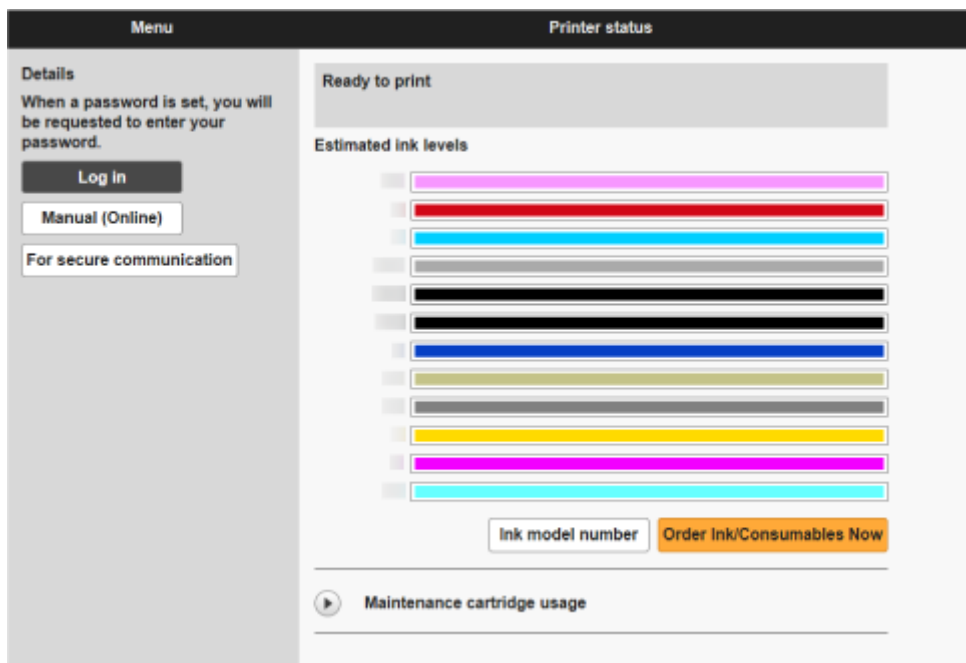 Menu
Printer status
Details
When a password is set, you will
be requested to enter your
password.
Log in
Manual (Online)
For secure communication
Ready to print
Estimated ink levels
Ink model number
Order Ink/Consumables Now
Maintenance cartridge usage